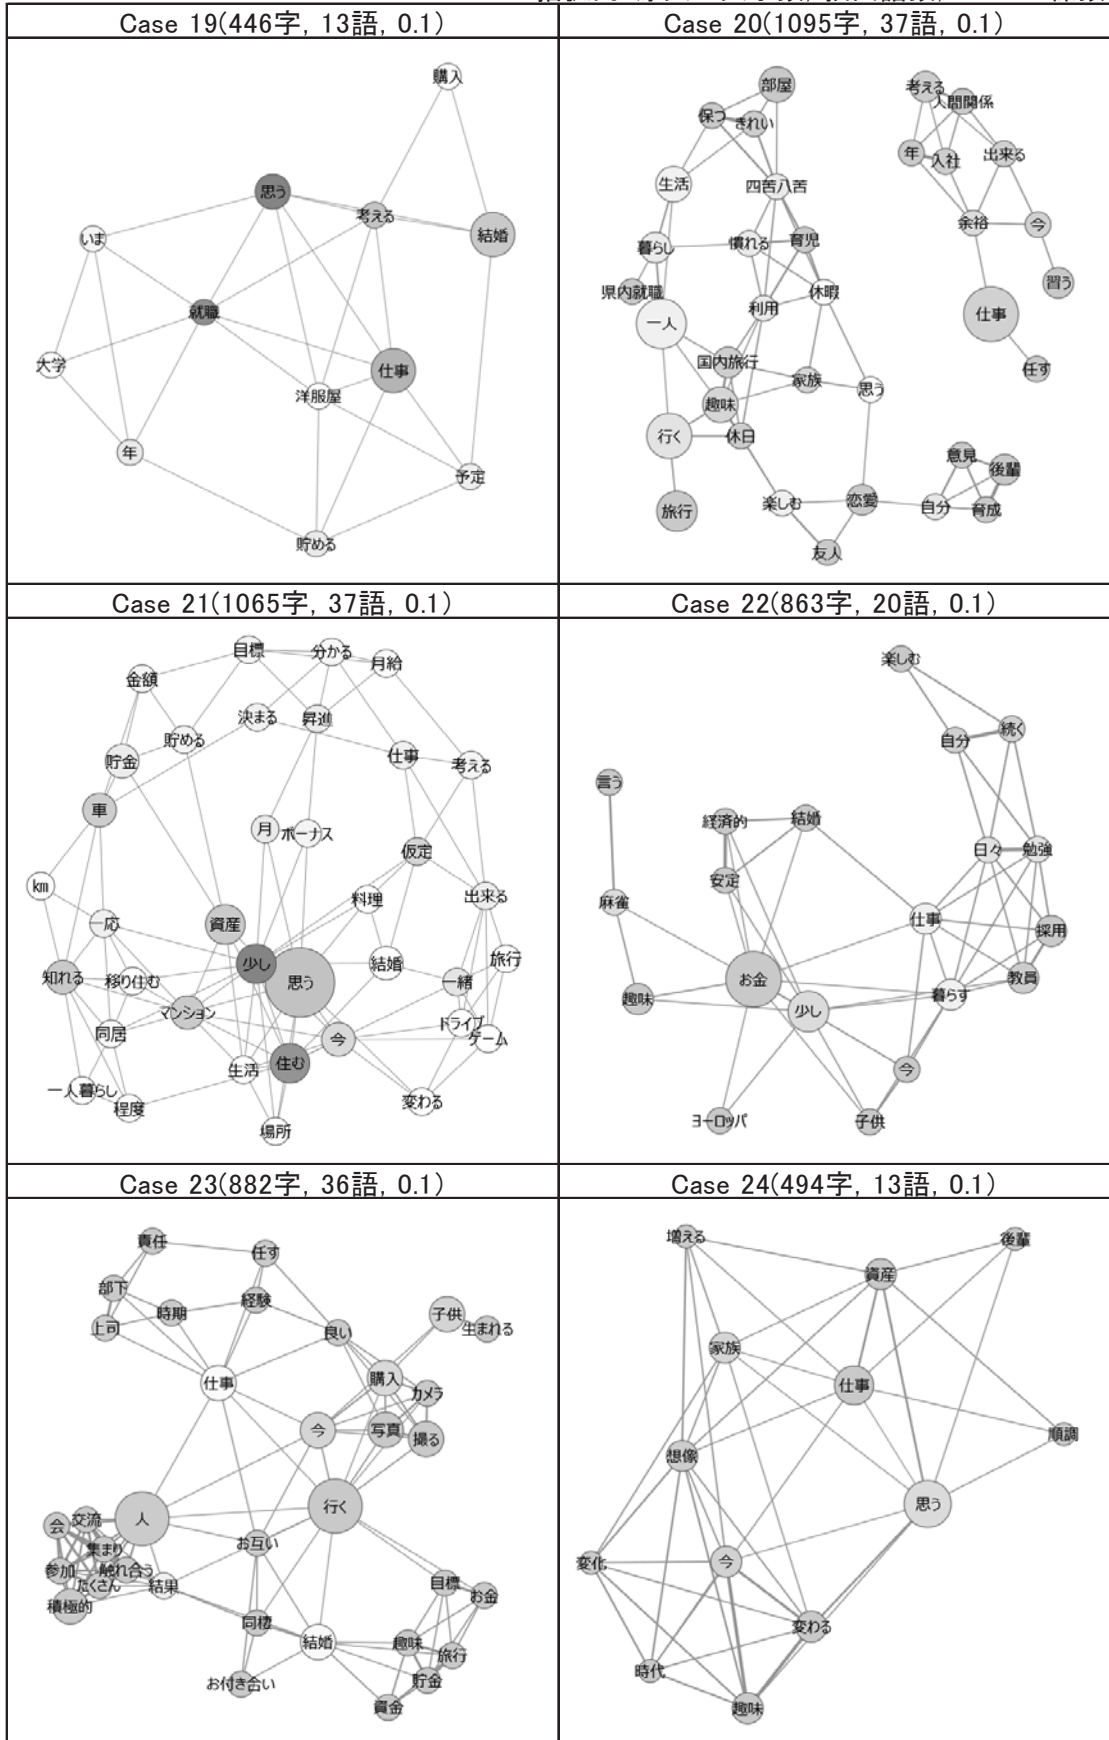 Case 19(446字, 13語, 0.1)
購入
思う
考える
結婚
いま
就職
大学
仕事
洋服屋
年
予定
貯める
Case 20(1095字, 37語, 0.1)
部屋
保つ
きれい
生活
四苦八苦
暮らし
慣れる
育児
県内就職
休暇
利用
一人
国内旅行
家族
思う
趣味
行く
休日
旅行
楽しむ
恋愛
友人
自分
意見
後輩
育成
考える
人間関係
年
入社
出来る
余裕
今
習う
仕事
任す
Case 21(1065字, 37語, 0.1)
目標
分かる
月給
金額
決まる
昇進
貯める
貯金
仕事
考える
車
月
ボーナス
仮定
km
料理
出来る
一応
資産
少し
思う
結婚
旅行
知れる
移り住む
一緒
マンション
ドライブ
同居
今
ゲーム
生活
住む
一人暮らし
程度
変わる
場所
Case 22(863字, 20語, 0.1)
楽しむ
自分
続く
言う
経済的
結婚
日々
勉強
安定
麻雀
仕事
採用
お金
教員
趣味
少し
暮らす
今
ヨーロッパ
子供
Case 23(882字, 36語, 0.1)
責任
任す
部下
時期
経験
上司
良い
子供
生まれる
仕事
購入
カメラ
今
写真
撮る
人
行く
会
交流
集まり
お互い
参加
触れ合う
たくさん
結果
積極的
目標
お金
同棲
結婚
趣味
旅行
お付き合い
貯金
資金
Case 24(494字, 13語, 0.1)
増える
後輩
資産
家族
仕事
順調
想像
思う
変化
今
変わる
時代
趣味